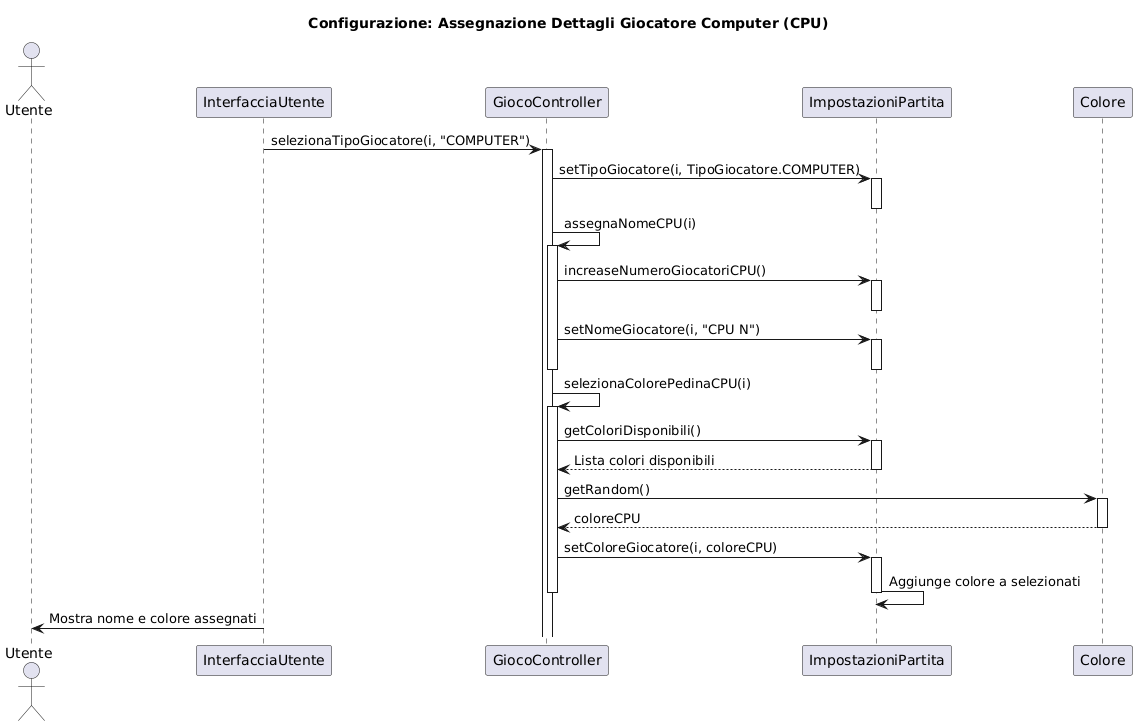 Configurazione: Assegnazione Dettagli Giocatore Computer (CPU)
Utente
InterfacciaUtente
GiocoController
ImpostazioniPartita
Colore
selezionaTipoGiocatore(i, "COMPUTER")
setTipoGiocatore(i, TipoGiocatore.COMPUTER)
assegnaNomeCPU(i)
increaseNumeroGiocatoriCPU()
setNomeGiocatore(i, "CPU N")
selezionaColorePedinaCPU(i)
getColoriDisponibili()
Lista colori disponibili
getRandom()
coloreCPU
setColoreGiocatore(i, coloreCPU)
Aggiunge colore a selezionati
Mostra nome e colore assegnati
Utente
InterfacciaUtente
GiocoController
ImpostazioniPartita
Colore